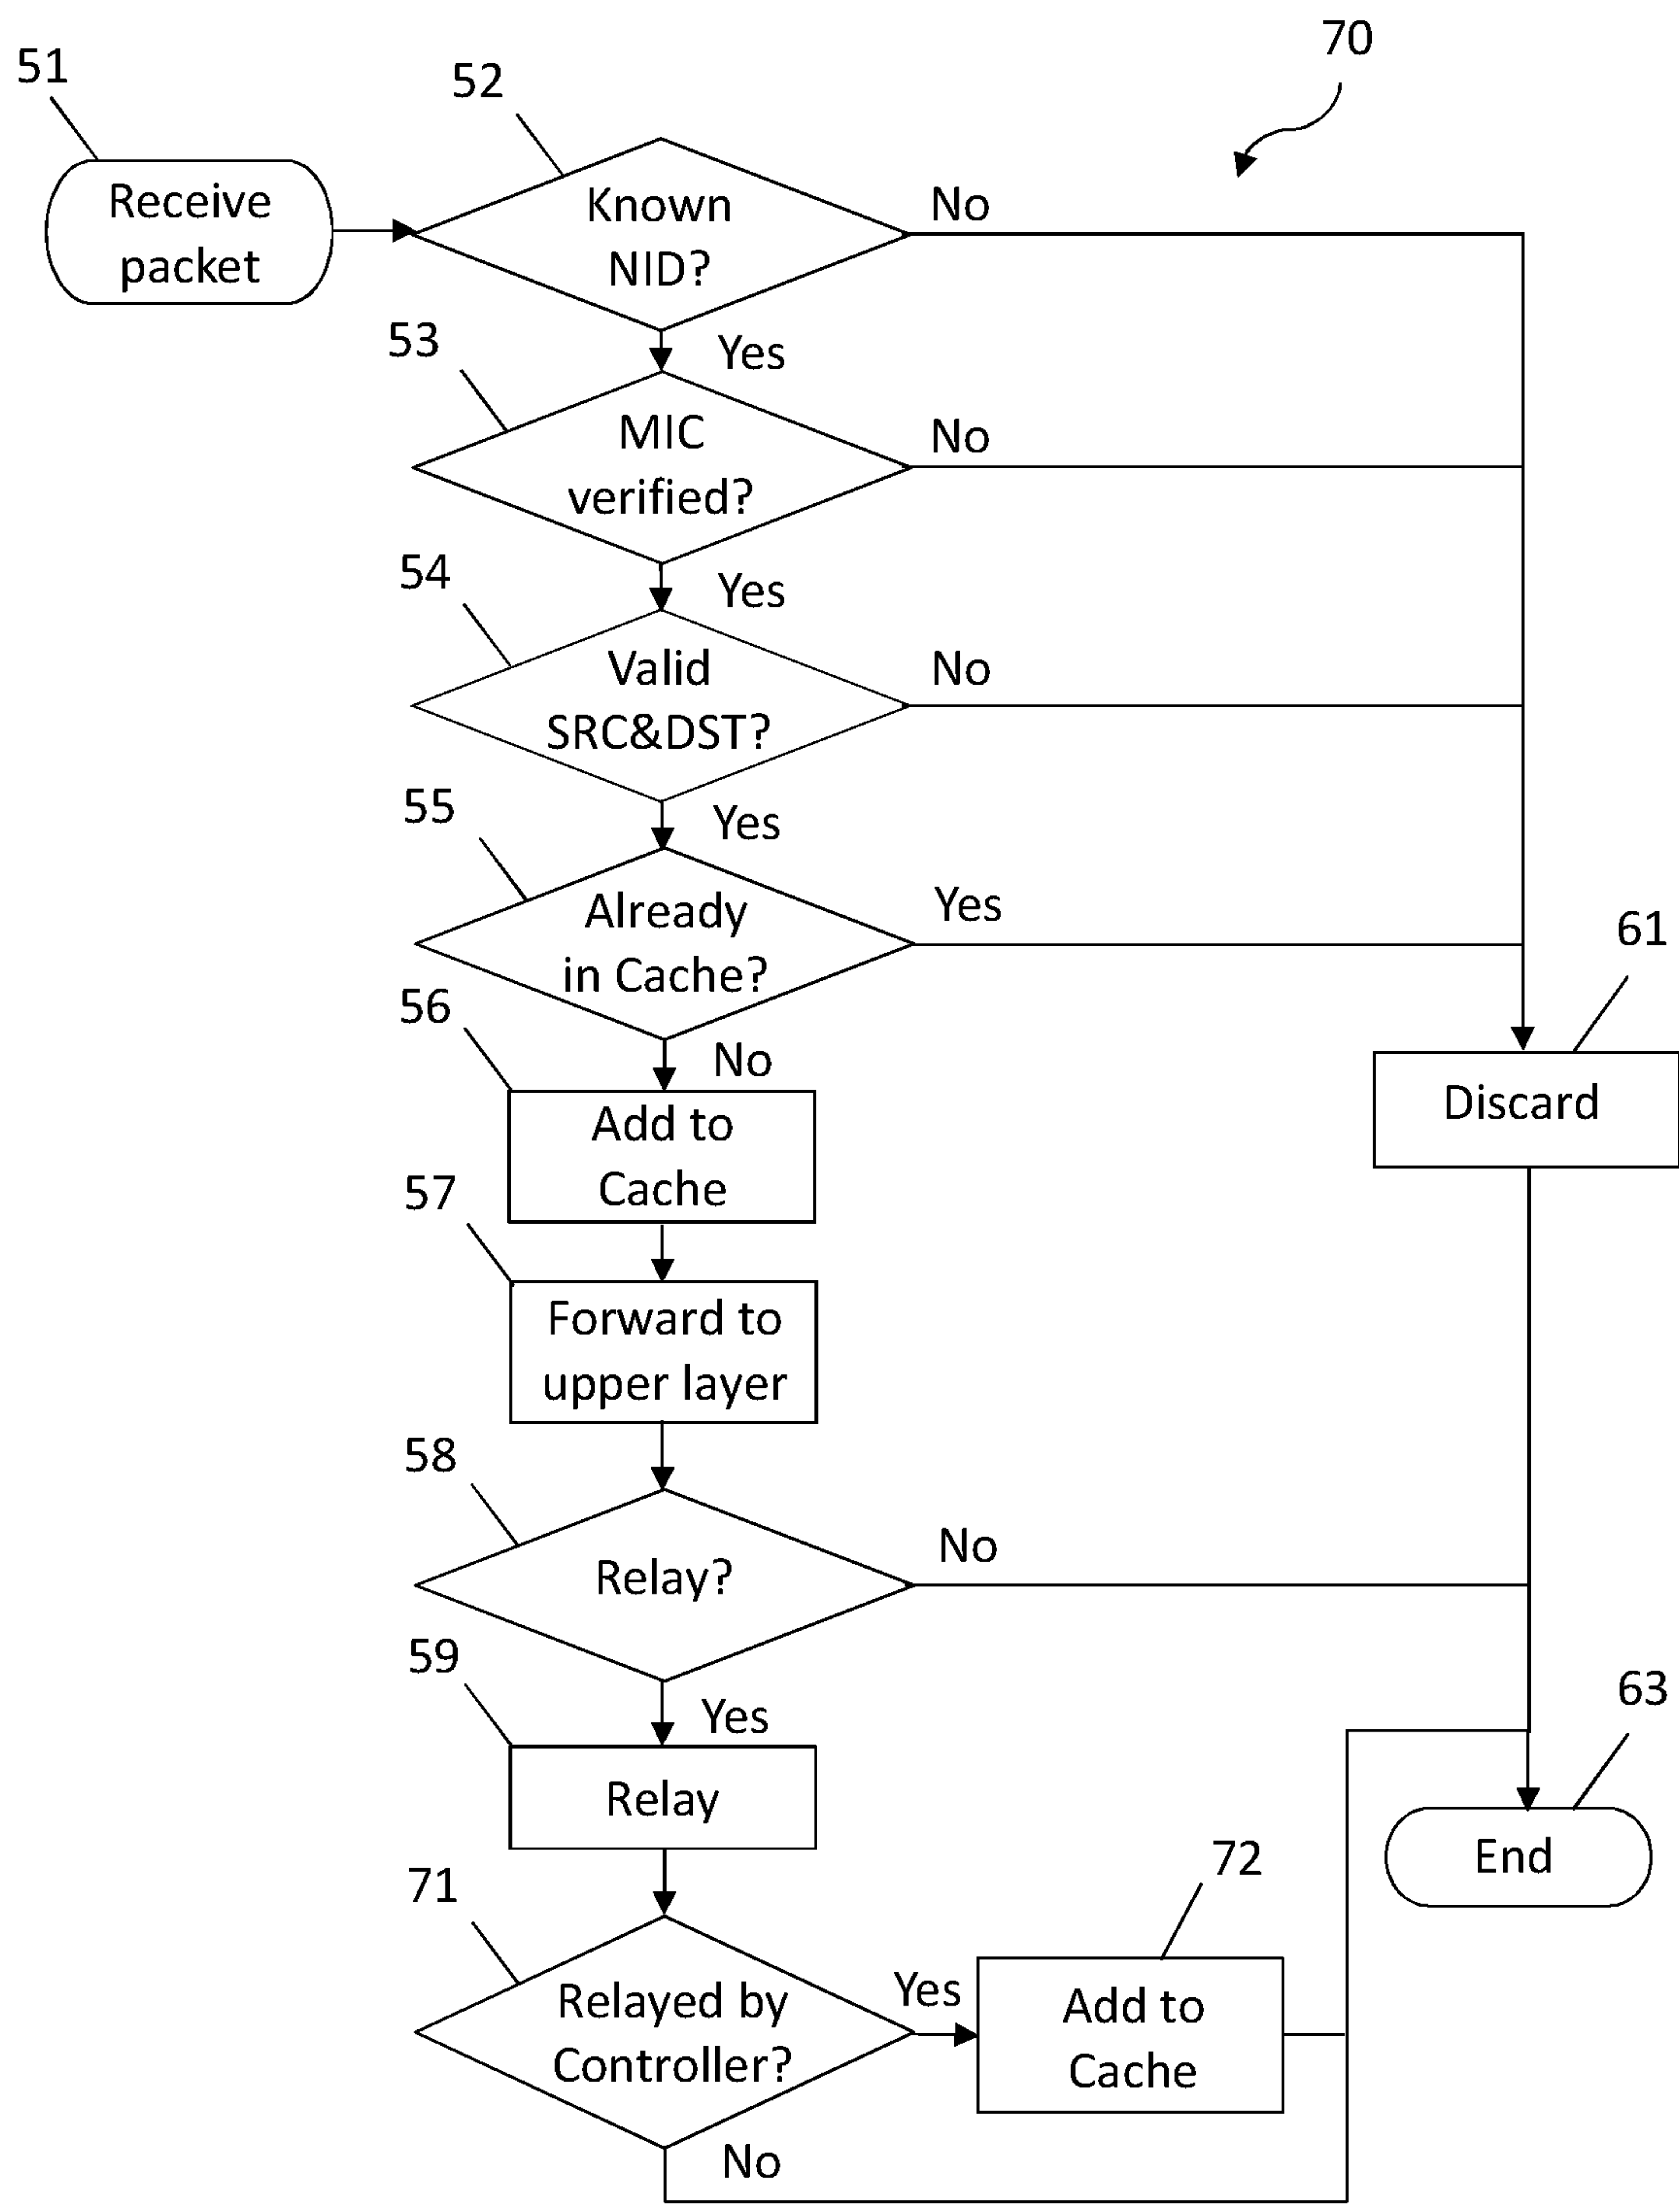 70
51
52
Receive
packet
Known
NID?
No
Yes
53
MIC
verified?
No
Yes
54
Valid
SRC&DST?
No
Yes
55
Already
in Cache?
Yes
No
61
Discard
56
Add to
Cache
57
Forward to
upper layer
58
Relay?
No
Yes
59
Relay
63
End
71
Relayed by
Controller?
Yes
No
72
Add to
Cache